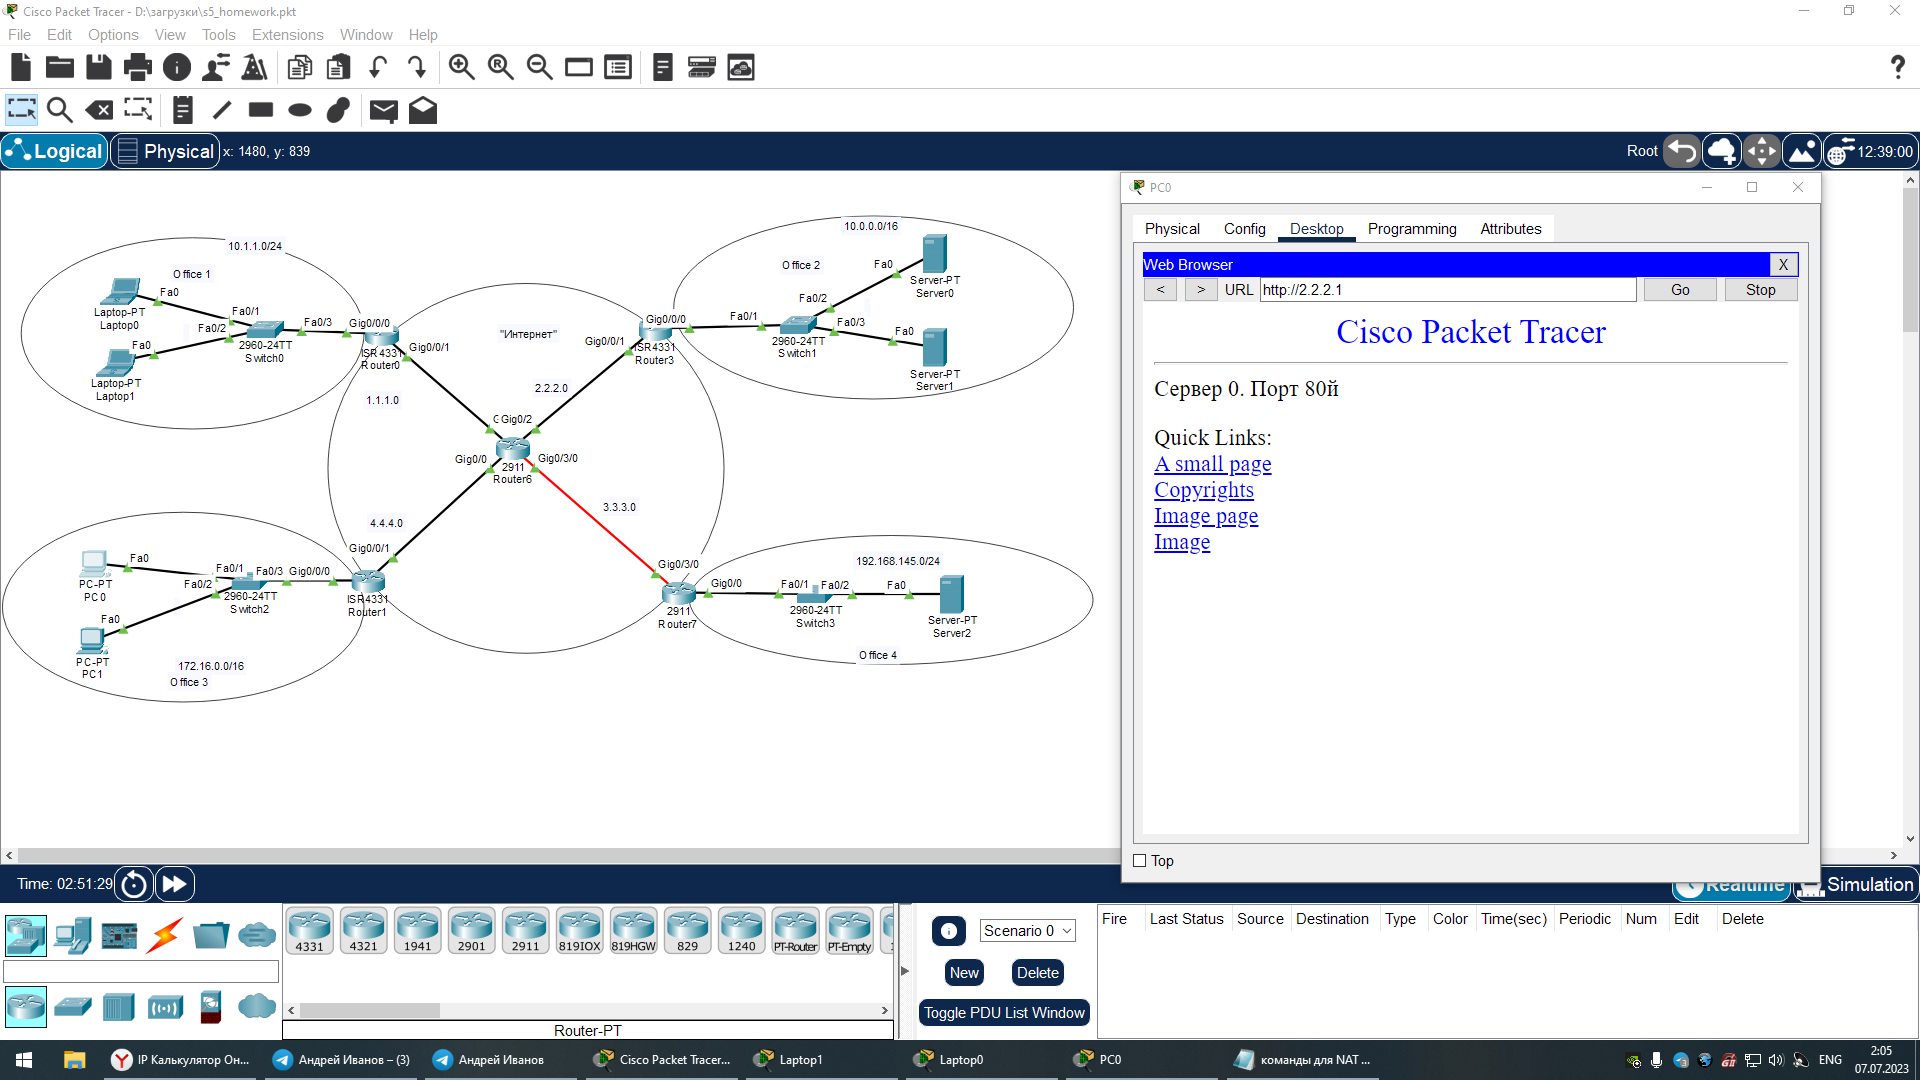 Cisco Packet Tracer - D:\загрузки\s5_homework.pkt
File Edit Options View Tools Extensions Window Help
Logical Physical x: 1480, y: 839 Root 12:39:00
10.1.1.0/24
Office 1
Fa0
Laptop-PT
Laptop0
Fa0/1
Fa0/2
Fa0/3
2960-24TT
Switch0
Fa0
Laptop-PT
Laptop1
Gig0/0/0
ISR4331
Router0
Gig0/0/1
1.1.1.0
"Интернет"
2.2.2.0
Gig0/2
Gig0/0
2911
Router6
Gig0/3/0
3.3.3.0
4.4.4.0
10.0.0.0/16
Office 2
Gig0/0/0
Gig0/0/1
ISR4331
Router3
Fa0/1
Fa0/2
Fa0/3
2960-24TT
Switch1
Fa0
Server-PT
Server0
Fa0
Server-PT
Server1
Fa0
PC-PT
PC0
Fa0/1
Fa0/2
Fa0/3
2960-24TT
Switch2
Fa0
PC-PT
PC1
172.16.0.0/16
Office 3
Gig0/0/0
Gig0/0/1
ISR4331
Router1
Gig0/3/0
2911
Router7
Gig0/0
Fa0/1
Fa0/2
2960-24TT
Switch3
192.168.145.0/24
Fa0
Server-PT
Server2
Office 4
PC0
Physical Config Desktop Programming Attributes
Web Browser X
< > URL http://2.2.2.1 Go Stop
Cisco Packet Tracer
Сервер 0. Порт 80й
Quick Links:
A small page
Copyrights
Image page
Image
Top
Time: 02:51:29 Realtime Simulation
4331 4321 1941 2901 2911 819IOX 819HGW 829 1240 PT-Router PT-Empty
Router-PT
Scenario 0
New Delete
Toggle PDU List Window
Fire Last Status Source Destination Type Color Time(sec) Periodic Num Edit Delete
IP Калькулятор Он... Андрей Иванов – (3) Андрей Иванов Cisco Packet Tracer... Laptop1 Laptop0 PC0 команды для NAT ... ENG 2:05
07.07.2023